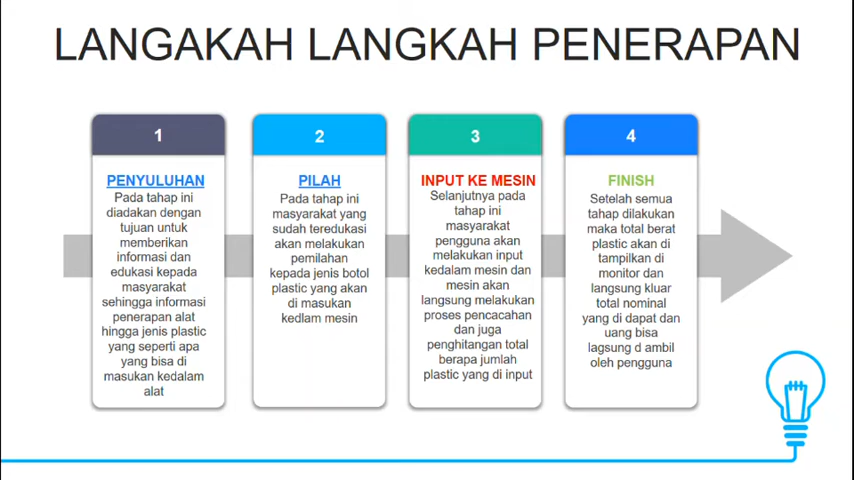 LANGAKAH LANGKAH PENERAPAN
1
PENYULUHAN
Pada tahap ini
diadakan dengan
tujuan untuk
memberikan
informasi dan
edukasi kepada
masyarakat
sehingga informasi
penerapan alat
hingga jenis plastic
yang seperti apa
yang bisa di
masukan kedalam
alat
2
PILAH
Pada tahap ini
masyarakat yang
sudah teredukasi
akan melakukan
pemilahan
kepada jenis botol
plastic yang akan
di masukan
kedlam mesin
3
INPUT KE MESIN
Selanjutnya pada
tahap ini
masyarakat
pengguna akan
melakukan input
kedalam mesin dan
mesin akan
langsung melakukan
proses pencacahan
dan juga
penghitangan total
berapa jumlah
plastic yang di input
4
FINISH
Setelah semua
tahap dilakukan
maka total berat
plastic akan di
tampilkan di
monitor dan
langsung kluar
total nominal
yang di dapat dan
uang bisa
lagsung d ambil
oleh pengguna